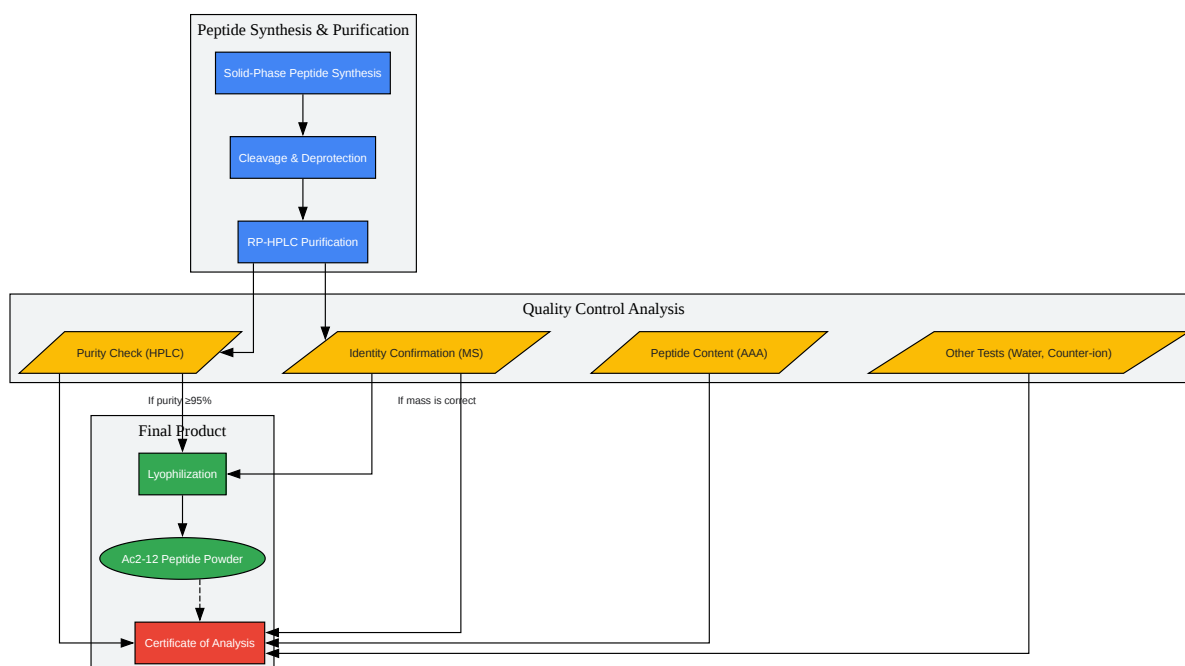 Peptide Synthesis & Purification
Solid-Phase Peptide Synthesis
Cleavage & Deprotection
RP-HPLC Purification
Quality Control Analysis
Purity Check (HPLC)
Identity Confirmation (MS)
Peptide Content (AAA)
Other Tests (Water, Counter-ion)
If purity ≥95%
If mass is correct
Final Product
Lyophilization
Ac2-12 Peptide Powder
Certificate of Analysis